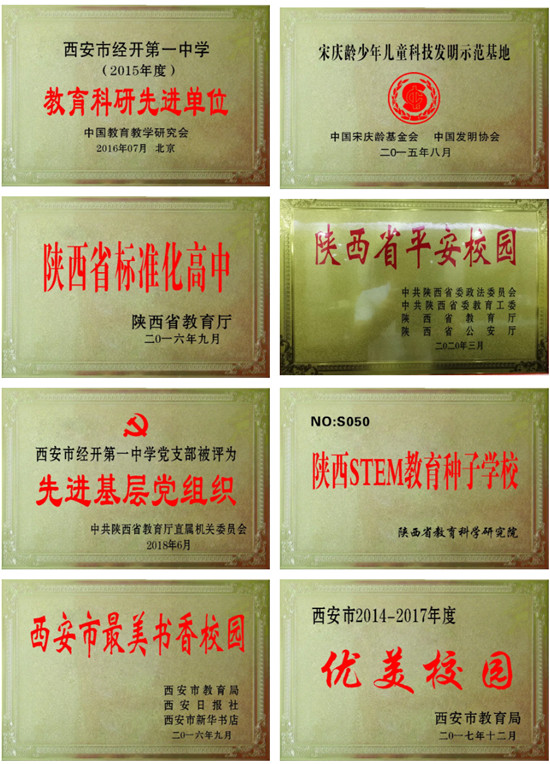 西安市经开第一中学
（2015年度）
教育科研先进单位
中国教育教学研究会
2016年07月 北京
宋庆龄少年儿童科技发明示范基地
中国宋庆龄基金会 中国发明协会
二〇一五年八月
陕西省标准化高中
陕西省教育厅
二〇一六年九月
陕西省平安校园
中共陕西省委政法委员会
中共陕西省委教育工委
陕西省教育厅
陕西省公安厅
二〇二〇年三月
西安市经开第一中学党支部被评为
先进基层党组织
中共陕西省教育厅直属机关委员会
2018年6月
NO:S050
陕西STEM教育种子学校
陕西省教育科学研究院
西安市最美书香校园
西安市教育局
西安日报社
西安市新华书店
二〇一六年九月
西安市2014-2017年度
优美校园
西安市教育局
二〇一七年十二月